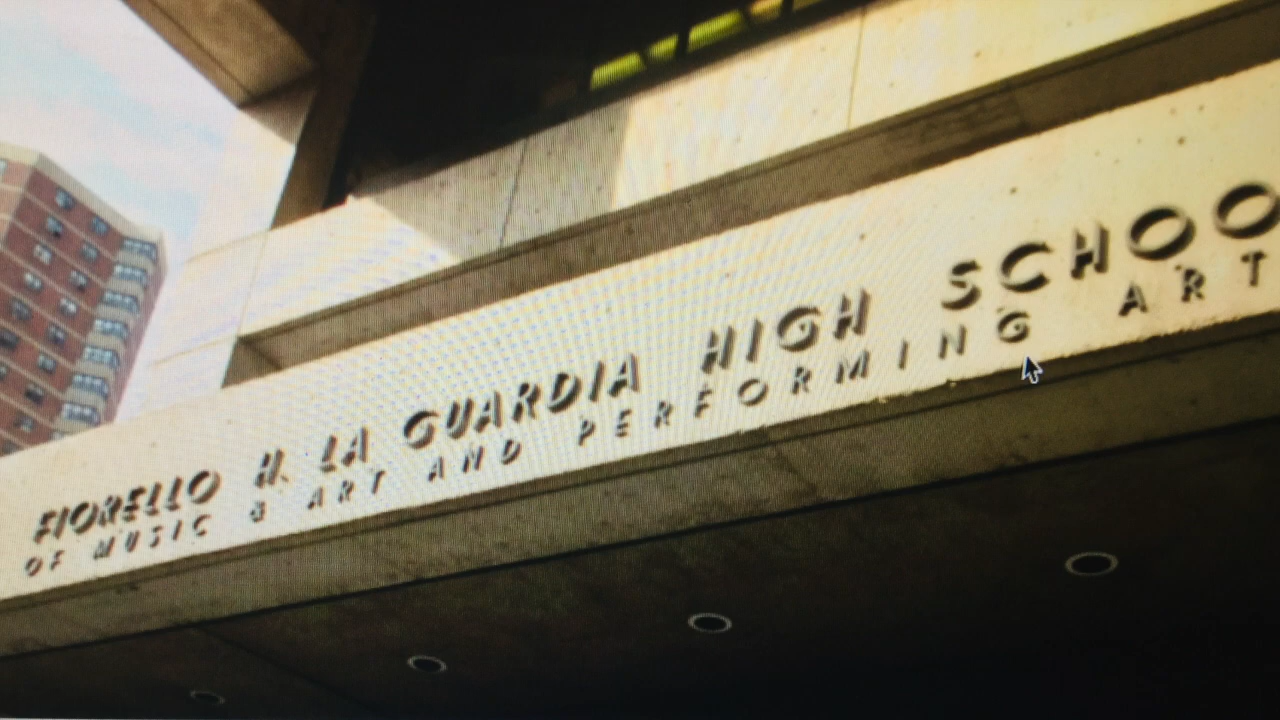 FIORELLO H. LA GUARDIA HIGH SCHOO
OF MUSIC & ART AND PERFORMING ART